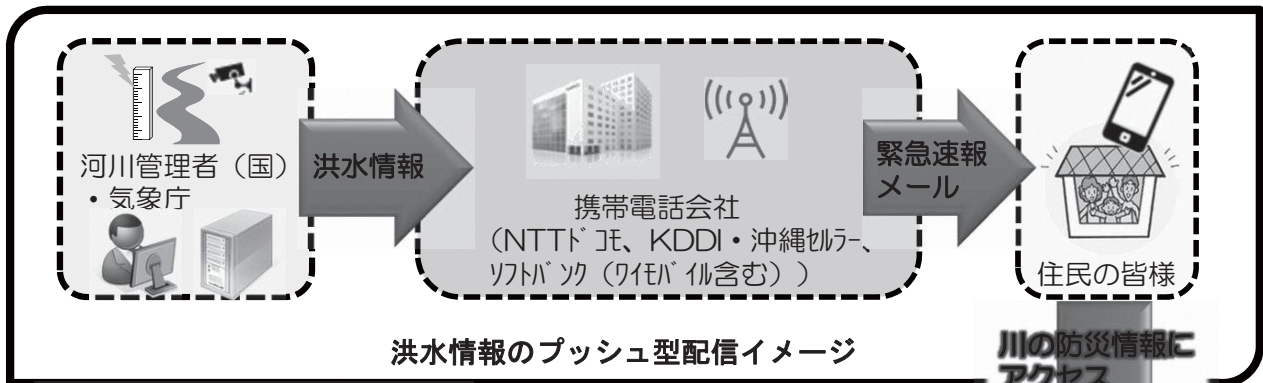 河川管理者（国）
・気象庁
洪水情報
携帯電話会社
（NTTﾄﾞｺﾓ、KDDI・沖縄ｾﾙﾗｰ、
ｿﾌﾄﾊﾞﾝｸ（ﾜｲﾓﾊﾞｲﾙ含む））
緊急速報
メール
住民の皆様
洪水情報のプッシュ型配信イメージ
川の防災情報に
アクセス